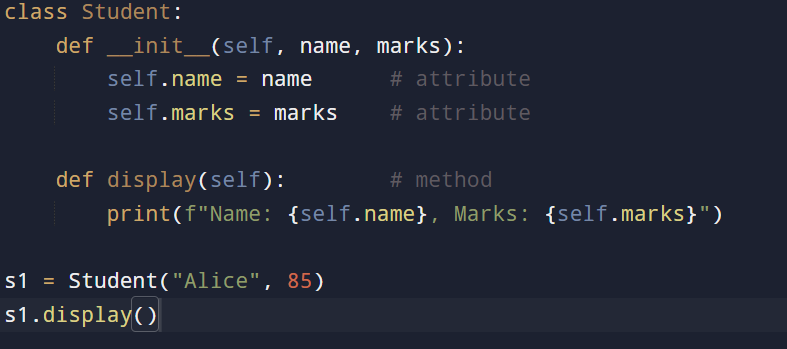 class Student:
    def __init__(self, name, marks):
        self.name = name      # attribute
        self.marks = marks    # attribute

    def display(self):        # method
        print(f"Name: {self.name}, Marks: {self.marks}")

s1 = Student("Alice", 85)
s1.display()